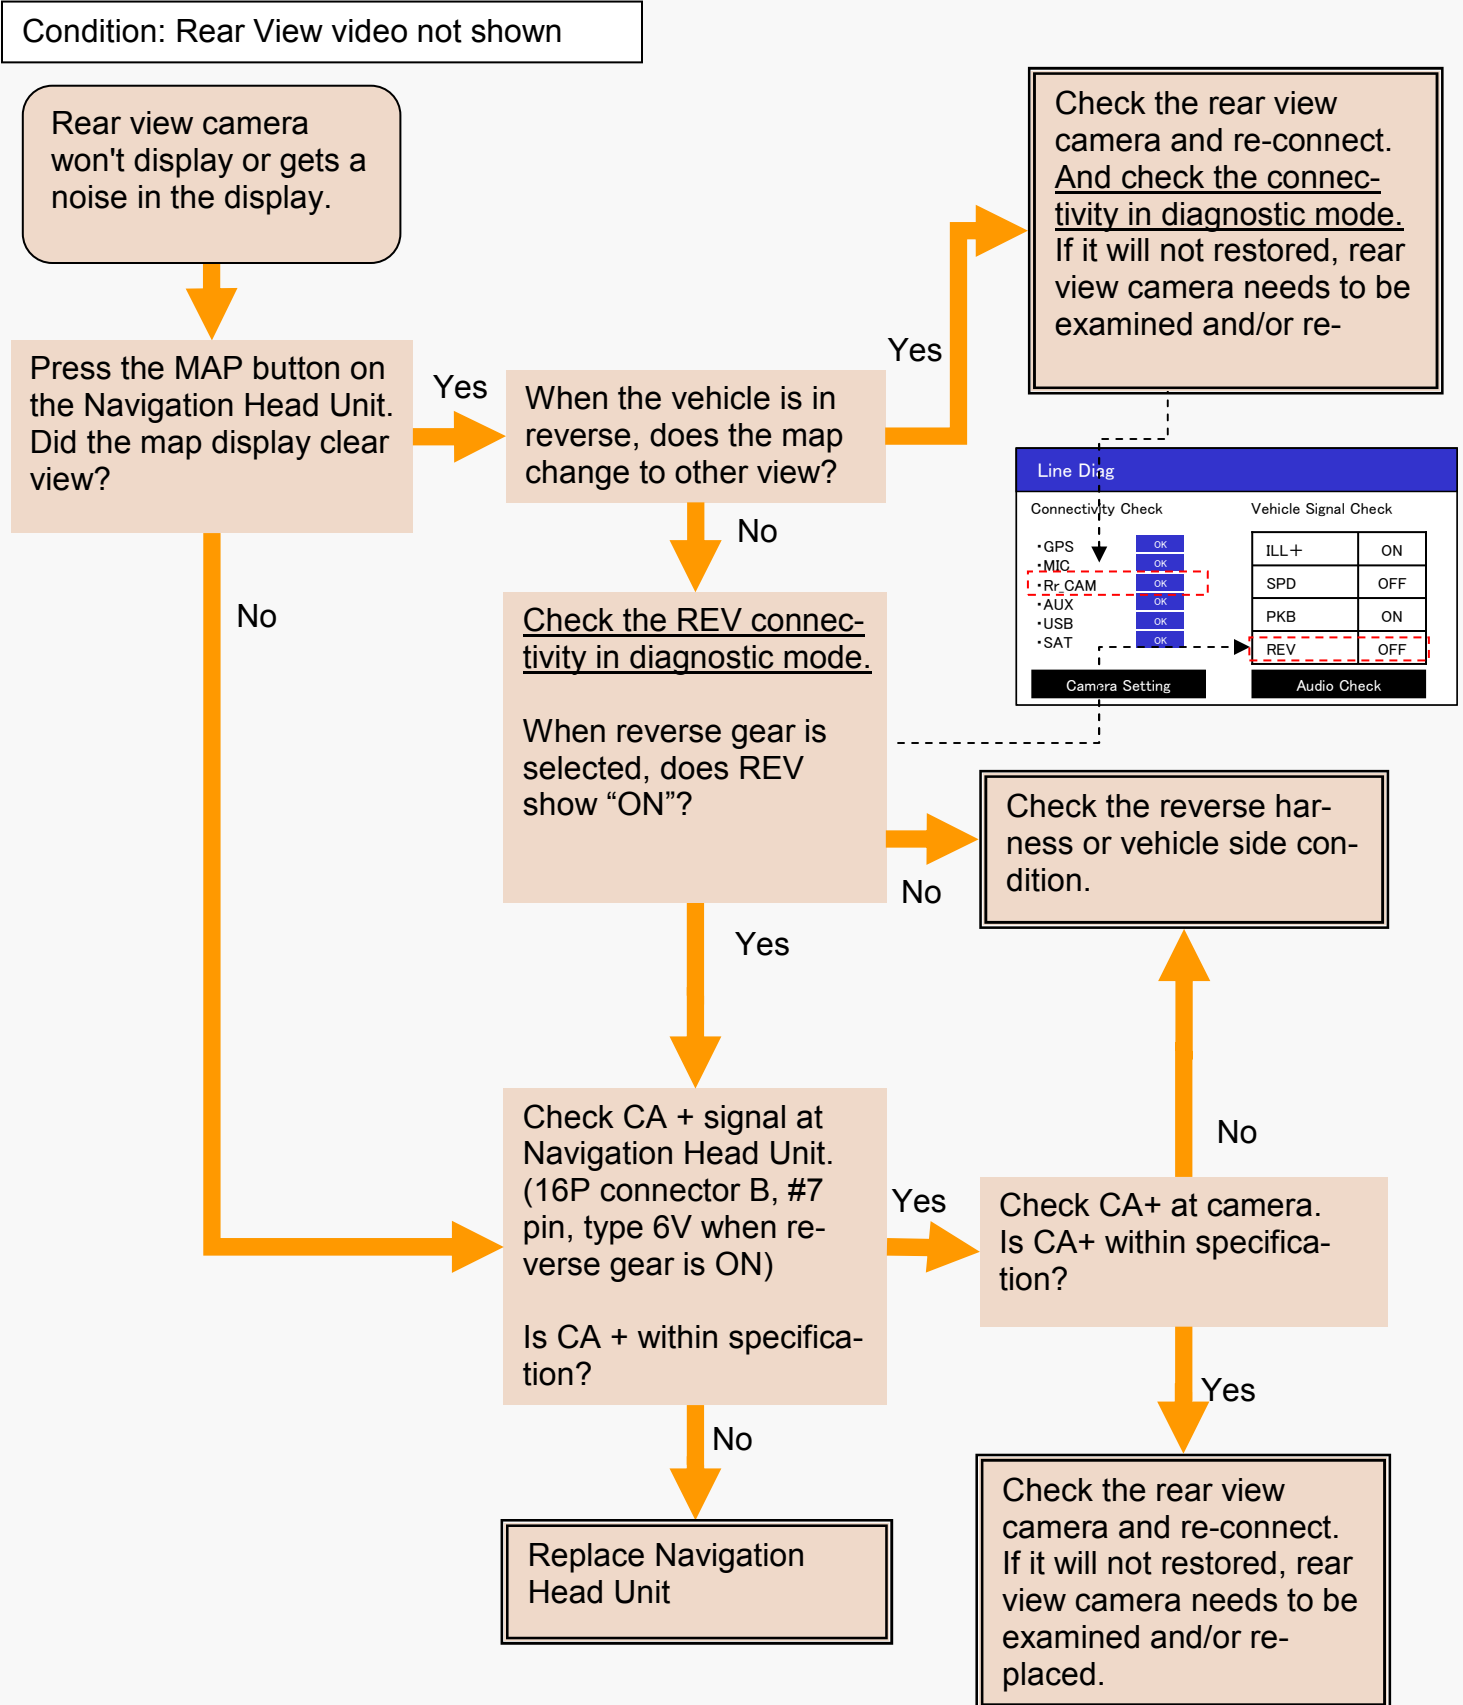 Condition: Rear View video not shown
Rear view camera
won't display or gets a
noise in the display.
Check the rear view
camera and re-connect.
And check the connec-
tivity in diagnostic mode.
If it will not restored, rear
view camera needs to be
examined and/or re-
Press the MAP button on
the Navigation Head Unit.
Did the map display clear
view?
Yes
When the vehicle is in
reverse, does the map
change to other view?
Yes
No
No
Line Diag
Connectivity Check
Vehicle Signal Check
・GPS OK
・MIC OK
・Rr_CAM OK
・AUX OK
・USB OK
・SAT OK
ILL+ ON
SPD OFF
PKB ON
REV OFF
Camera Setting
Audio Check
Check the REV connec-
tivity in diagnostic mode.
When reverse gear is
selected, does REV
show “ON”?
No
Yes
Check the reverse har-
ness or vehicle side con-
dition.
Check CA + signal at
Navigation Head Unit.
(16P connector B, #7
pin, type 6V when re-
verse gear is ON)
Is CA + within specifica-
tion?
Yes
No
Check CA+ at camera.
Is CA+ within specifica-
tion?
No
Yes
Replace Navigation
Head Unit
Check the rear view
camera and re-connect.
If it will not restored, rear
view camera needs to be
examined and/or re-
placed.